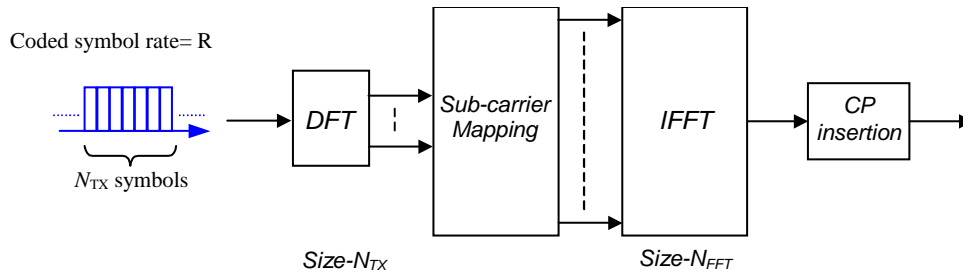 Coded symbol rate= R
DFT
Sub-carrier
Mapping
IFFT
CP
insertion
NTX symbols
Size-NTX
Size-NFFT